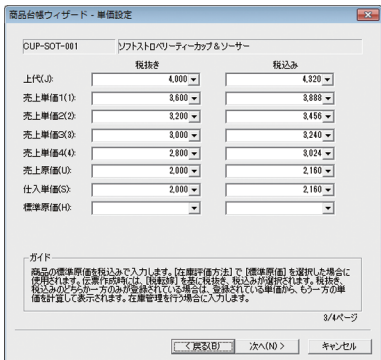 商品台帳ウィザード - 単価設定
CUP-SOT-001 ソフトストロベリーティーカップ&ソーサー
税抜き 税込み
上代(J): 4,000 4,320
売上単価1(1): 3,600 3,888
売上単価2(2): 3,200 3,456
売上単価3(3): 3,000 3,240
売上単価4(4): 2,800 3,024
売上原価(U): 2,000 2,160
仕入単価(S): 2,000 2,160
標準原価(H):
ガイド
商品の標準原価を税込みで入力します。[在庫評価方法]で[標準原価]を選択した場合に
使用されます。伝票作成時には、[税転嫁]を基に税抜き、税込みが選択されます。税抜き、
税込みのどちらか一方のみが登録されている場合は、登録されている単価から、もう一方の単
価を計算して表示されます。在庫管理を行う場合に入力します。
3/4ページ
< 戻る(B) 次へ(N) > キャンセル